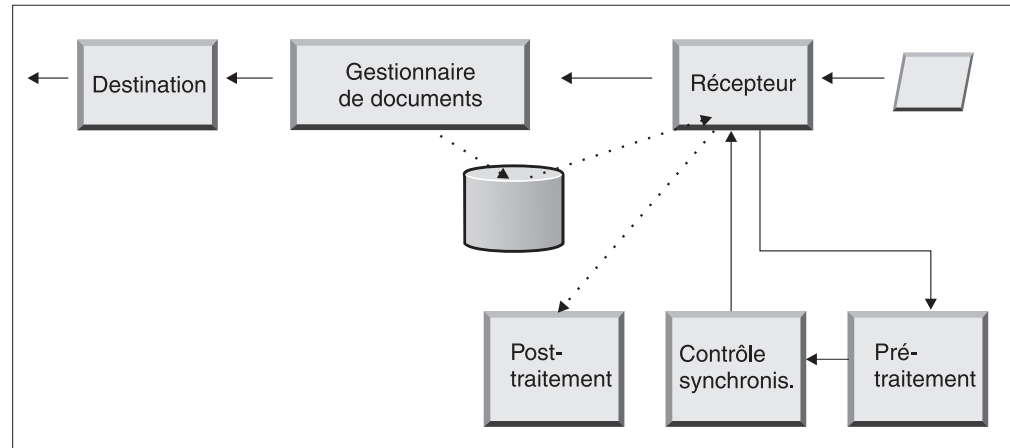 Destination
Gestionnaire
de documents
Récepteur
Post-
traitement
Contrôle
synchronis.
Pré-
traitement